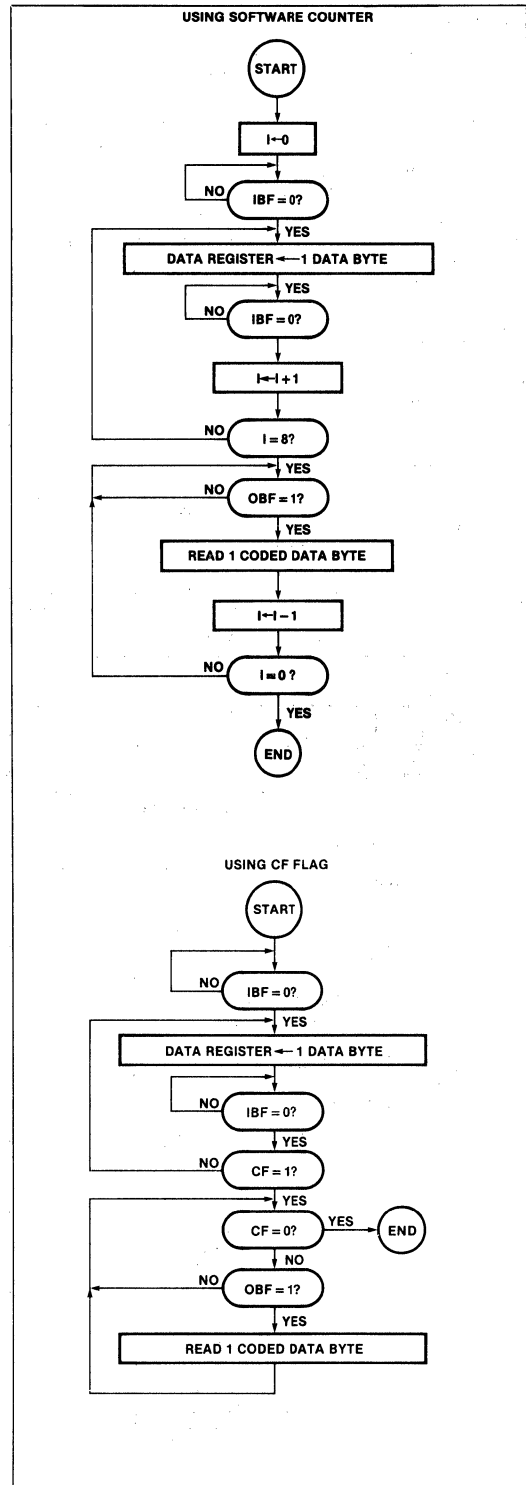 USING SOFTWARE COUNTER
START
I←0
NO
IBF = 0?
YES
DATA REGISTER ← 1 DATA BYTE
YES
NO
IBF = 0?
I←I + 1
NO
I = 8?
YES
NO
OBF = 1?
YES
READ 1 CODED DATA BYTE
I←I – 1
NO
I = 0 ?
YES
END
USING CF FLAG
START
NO
IBF = 0?
YES
DATA REGISTER ← 1 DATA BYTE
NO
IBF = 0?
YES
NO
CF = 1?
YES
CF = 0?
YES
END
NO
NO
OBF = 1?
YES
READ 1 CODED DATA BYTE